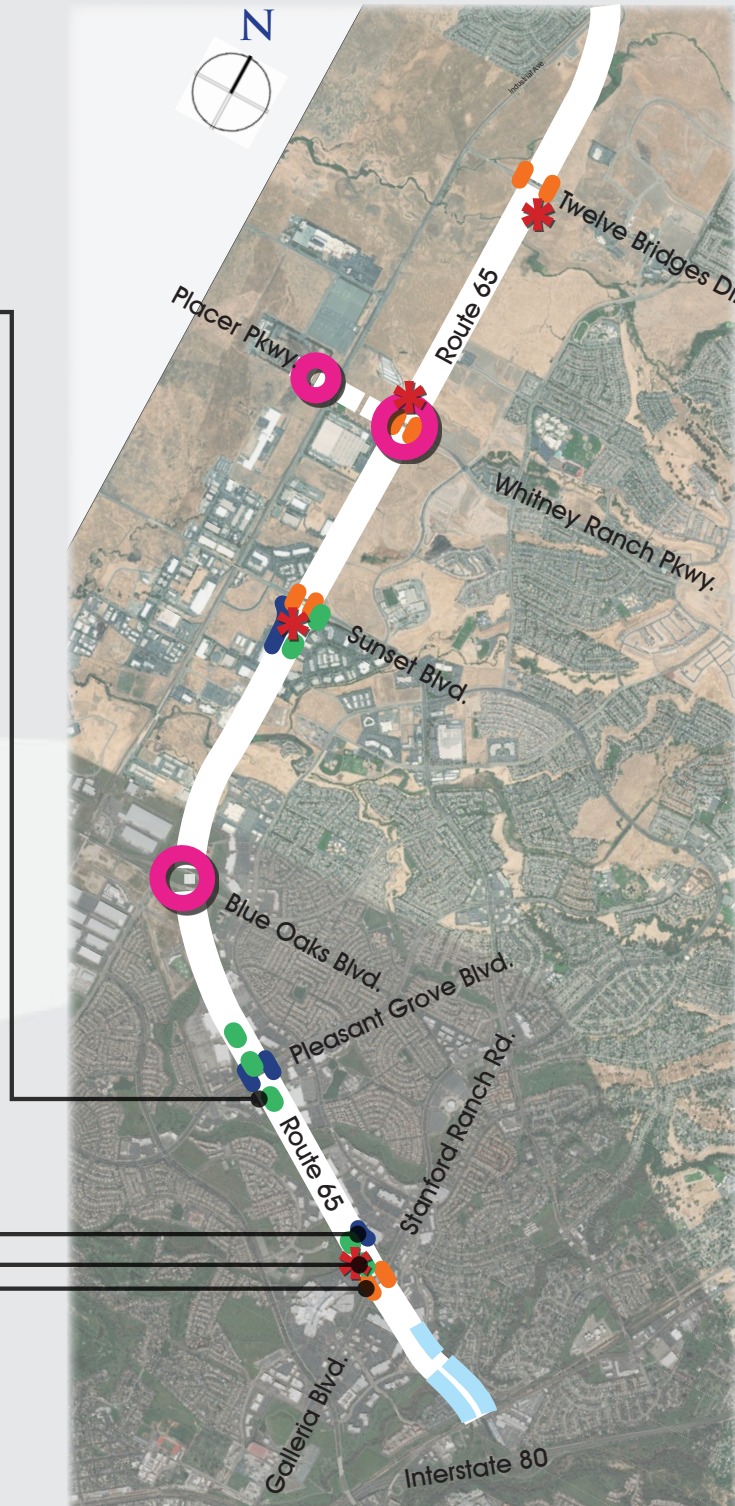 N
Industrial Ave
Twelve Bridges
Route 65
Placer Pkwy.
Whitney Ranch Pkwy.
Sunset Blvd.
Blue Oaks Blvd.
Pleasant Grove Blvd.
Stanford Ranch Rd.
Route 65
Galleria Blvd.
Interstate 80